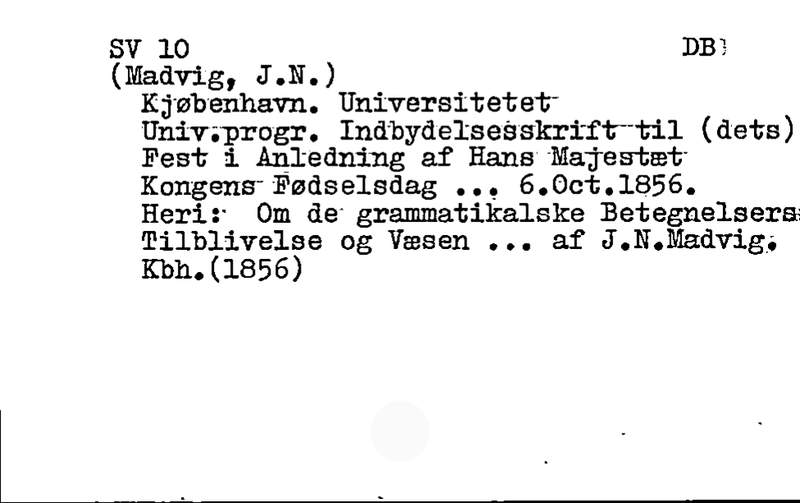 SV 10 DB
(Madvig, J.N.)
Kjøbenhavn. Universitetet
Univ.progr. Indbydelsesskrift til (dets)
Fest i Anledning af Hans Majestæt
Kongens Fødselsdag ... 6.Oct.1856.
Heri: Om de grammatikalske Betegnelsers
Tilblivelse og Væsen ... af J.N.Madvig.
Kbh.(1856)